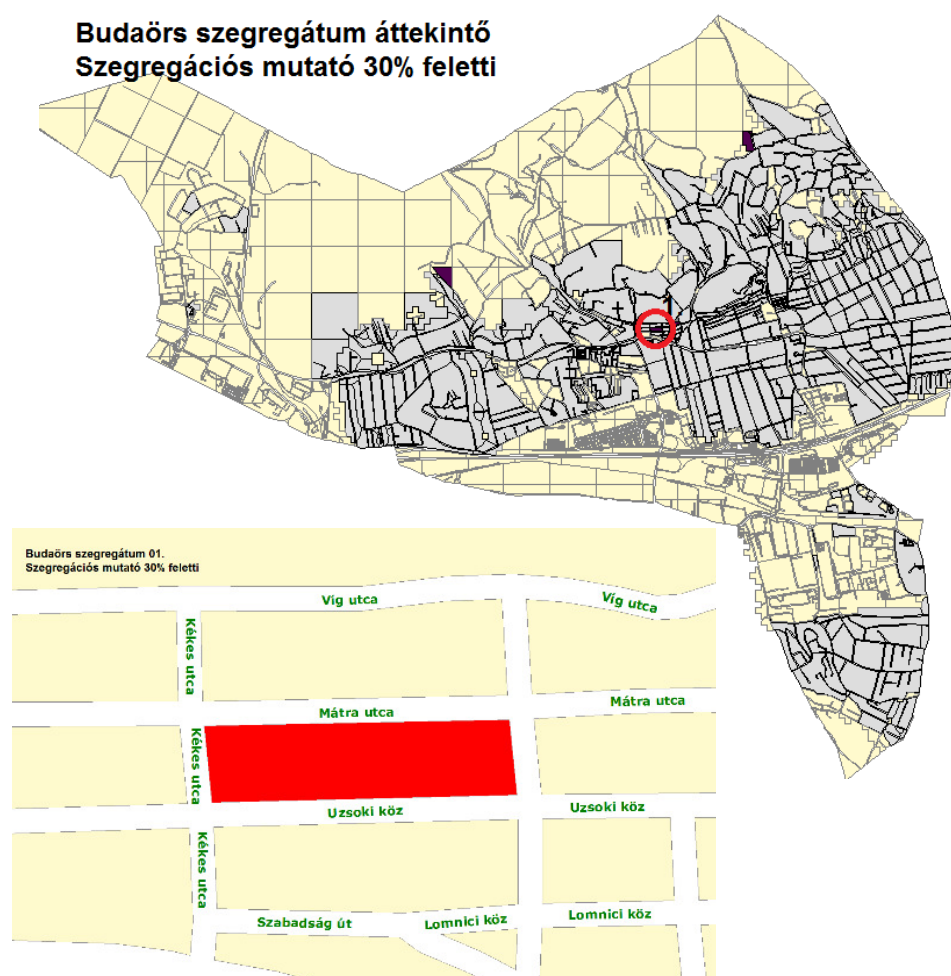 Budaörs szegregátum áttekintő
Szegregációs mutató 30% feletti
Budaörs szegregátum 01.
Szegregációs mutató 30% feletti
Víg utca
Víg utca
Kékes utca
Mátra utca
Mátra utca
Kékes utca
Uzsoki köz
Uzsoki köz
Kékes utca
Szabadság út
Lomnici köz
Lomnici köz